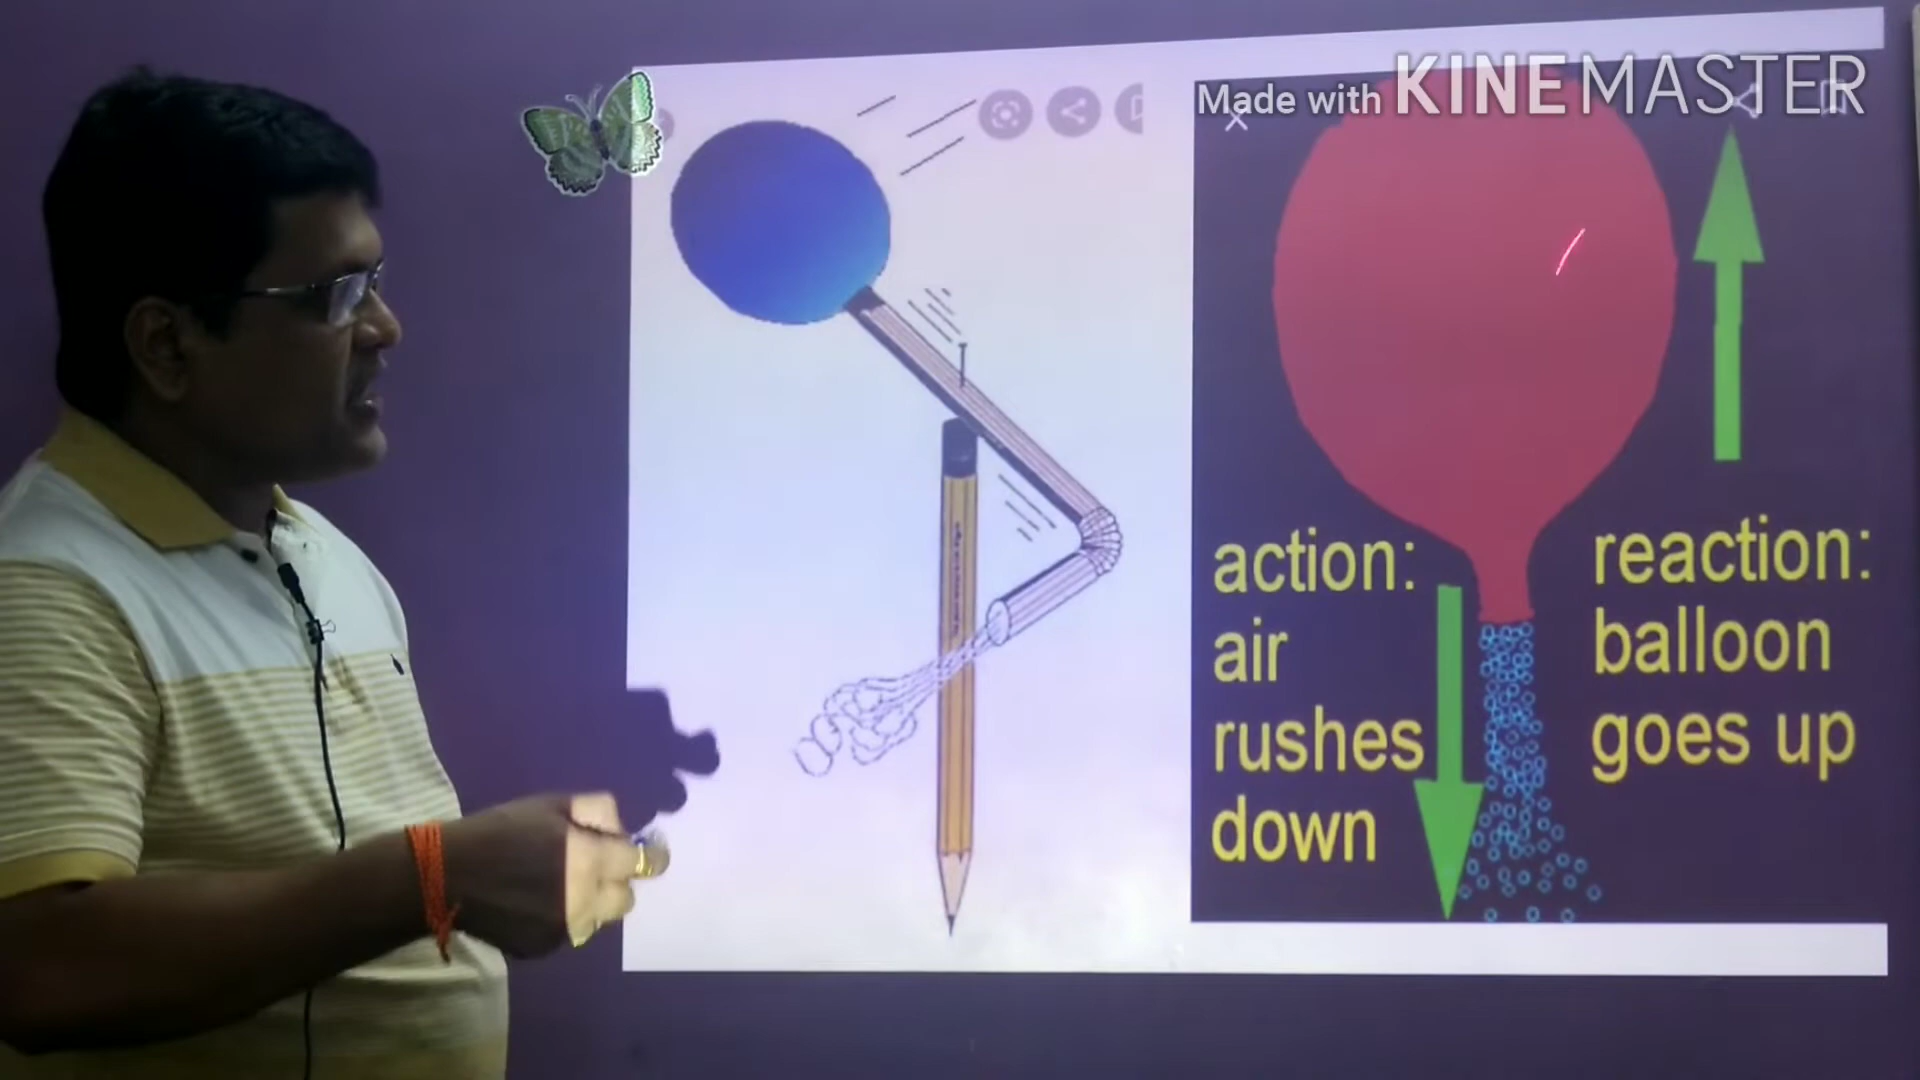 Made with KINEMASTER
action:
air
rushes
down
reaction:
balloon
goes up